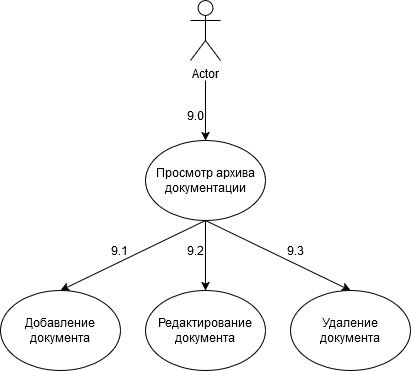 Actor
9.0
Просмотр архива
документации
9.1
9.2
9.3
Добавление
документа
Редактирование
документа
Удаление
документа